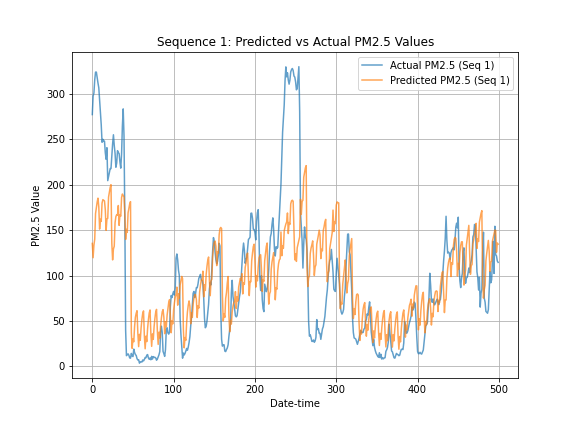 Sequence 1: Predicted vs Actual PM2.5 Values
Actual PM2.5 (Seq 1)
Predicted PM2.5 (Seq 1)
PM2.5 Value
300
250
200
150
100
50
0
0 100 200 300 400 500
Date-time